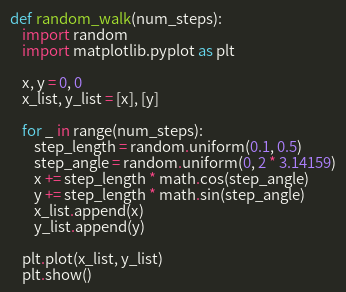 def random_walk(num_steps):
    import random
    import matplotlib.pyplot as plt

    x, y = 0, 0
    x_list, y_list = [x], [y]

    for _ in range(num_steps):
        step_length = random.uniform(0.1, 0.5)
        step_angle = random.uniform(0, 2 * 3.14159)
        x += step_length * math.cos(step_angle)
        y += step_length * math.sin(step_angle)
        x_list.append(x)
        y_list.append(y)

    plt.plot(x_list, y_list)
    plt.show()